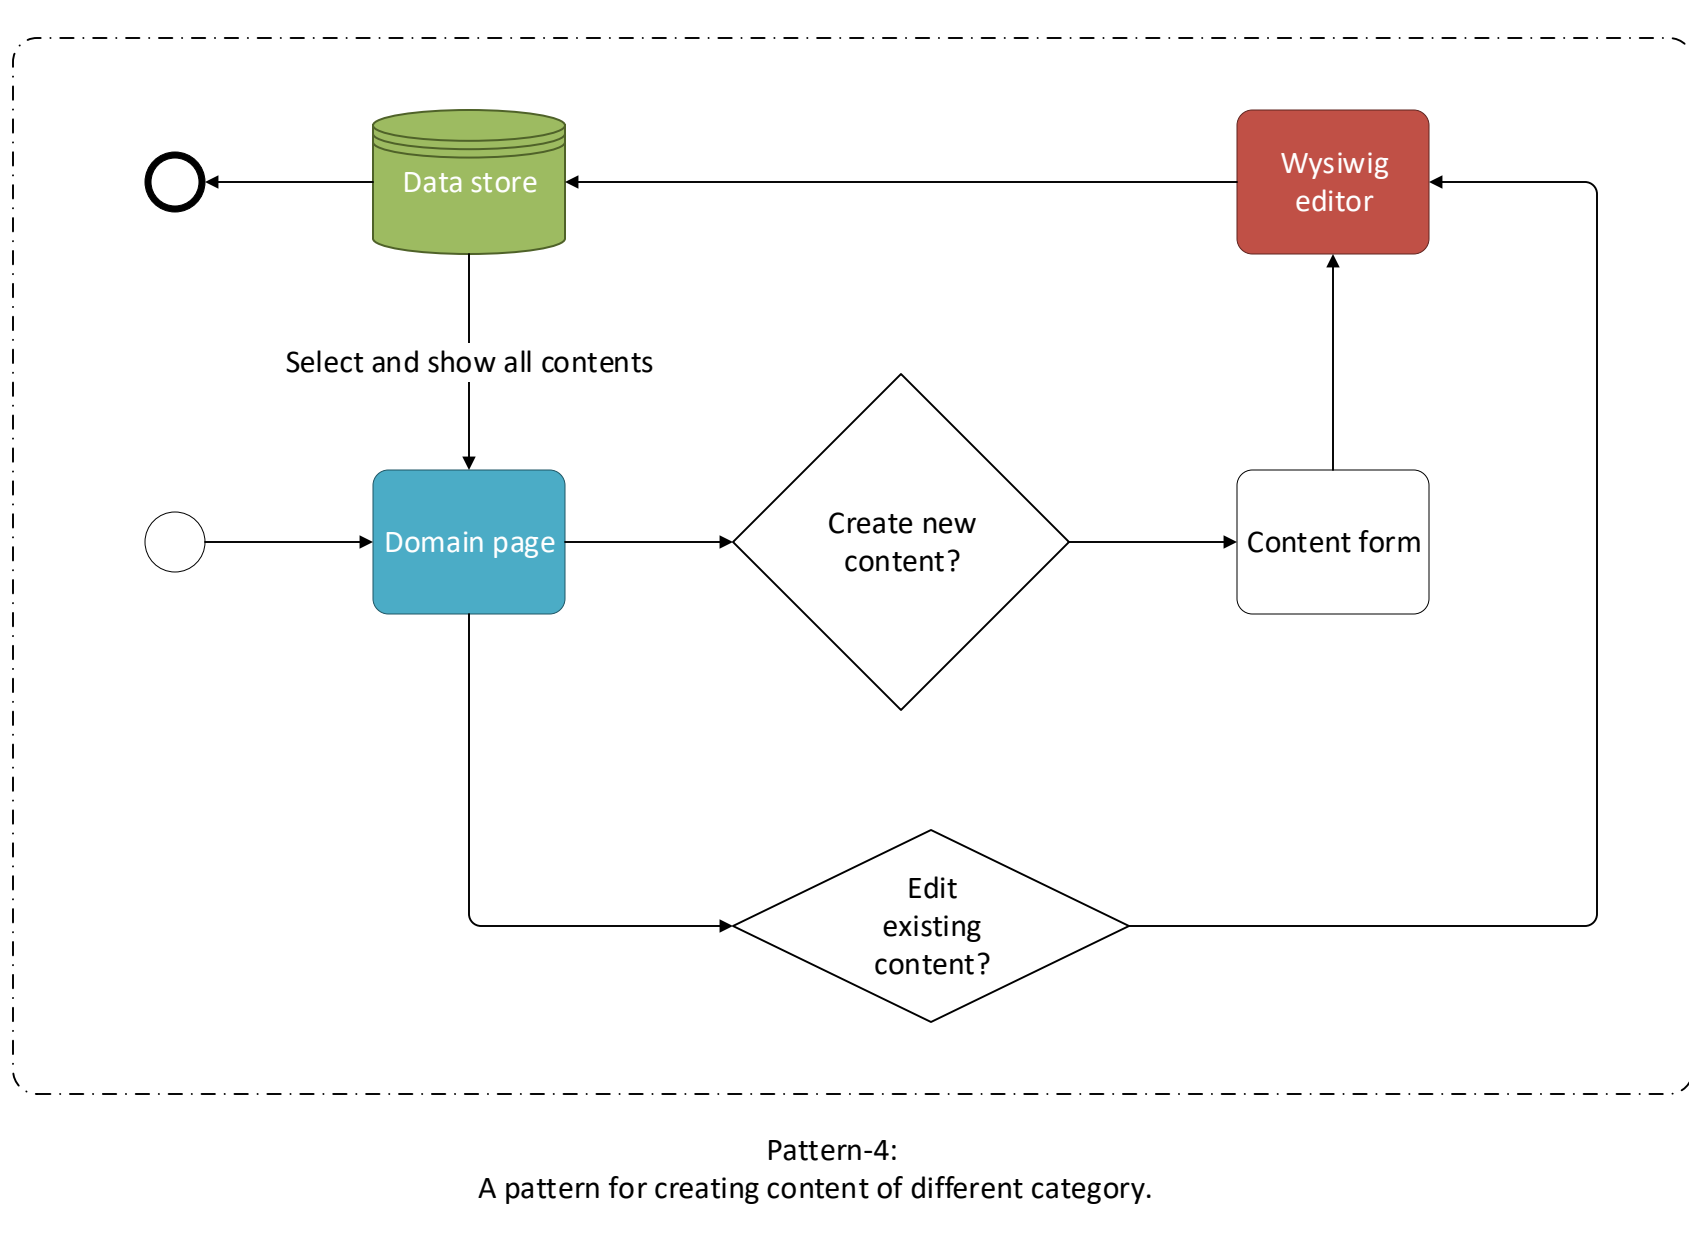 Data store
Wysiwig
editor
Select and show all contents
Domain page
Create new
content?
Content form
Edit
existing
content?
Pattern-4:
A pattern for creating content of different category.